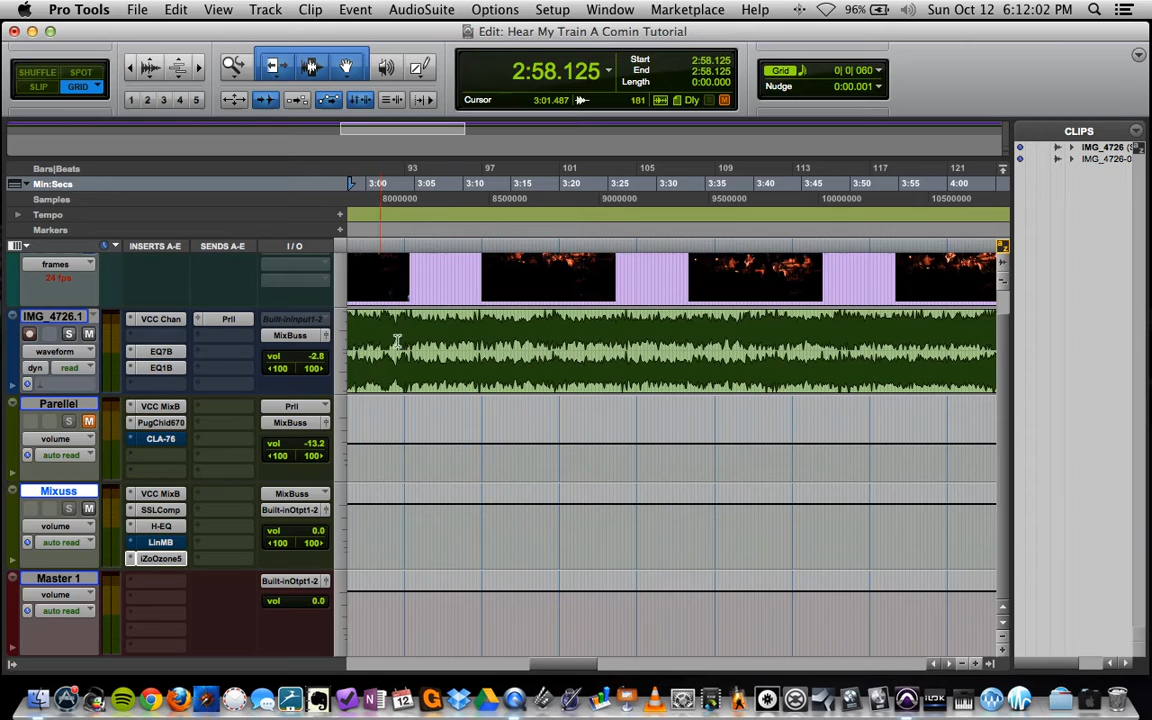 Pro Tools File Edit View Track Clip Event AudioSuite Options Setup Window Marketplace Help 96% Sun Oct 12 6:12:02 PM
Edit: Hear My Train A Comin Tutorial
SHUFFLE SPOT
SLIP GRID
1 2 3 4 5
2:58.125
Start 2:58.125
End 2:58.125
Length 0:00.000
Cursor 3:01.487 181 Dly M
Grid 0| 0| 060
Nudge 0:00.001
CLIPS
IMG_4726 (S
IMG_4726-0
Bars|Beats 93 97 101 105 109 113 117 121
Min:Secs 3:00 3:05 3:10 3:15 3:20 3:25 3:30 3:35 3:40 3:45 3:50 3:55 4:00
Samples 8000000 8500000 9000000 9500000 10000000 10500000
Tempo
Markers
INSERTS A-E SENDS A-E I / O
frames
24 fps
IMG_4726.1 VCC Chan Prll Built-inInput1-2
S M MixBuss
waveform EQ7B vol -2.8
dyn read EQ1B 100 100
Parellel VCC MixB Prll
S M PugChld670 MixBuss
volume CLA-76 vol -13.2
auto read 100 100
Mixuss VCC MixB MixBuss
S M SSLComp Built-inOtpt1-2
volume H-EQ vol 0.0
auto read LinMB 100 100
iZoOzone5
Master 1 Built-inOtpt1-2
volume vol 0.0
auto read